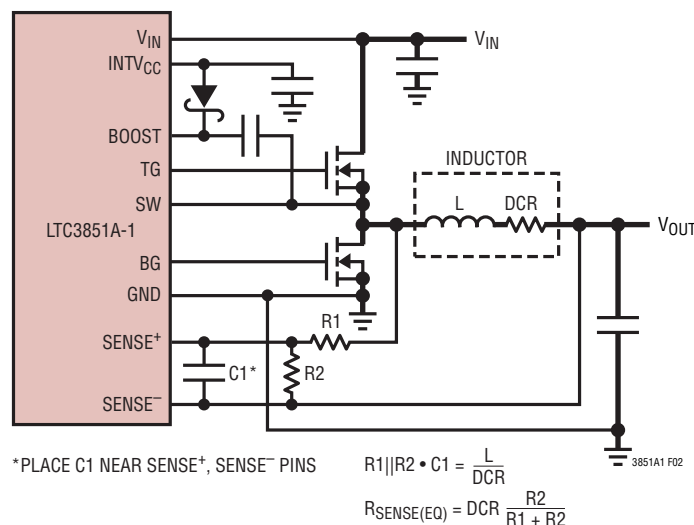 V_IN
INTV_CC
BOOST
TG
SW
LTC3851A-1
BG
GND
SENSE⁺
SENSE⁻
V_IN
INDUCTOR
L DCR
V_OUT
R1
C1*
R2
*PLACE C1 NEAR SENSE⁺, SENSE⁻ PINS
R1||R2 • C1 = L / DCR
R_SENSE(EQ) = DCR R2 / R1 + R2
3851A1 F02